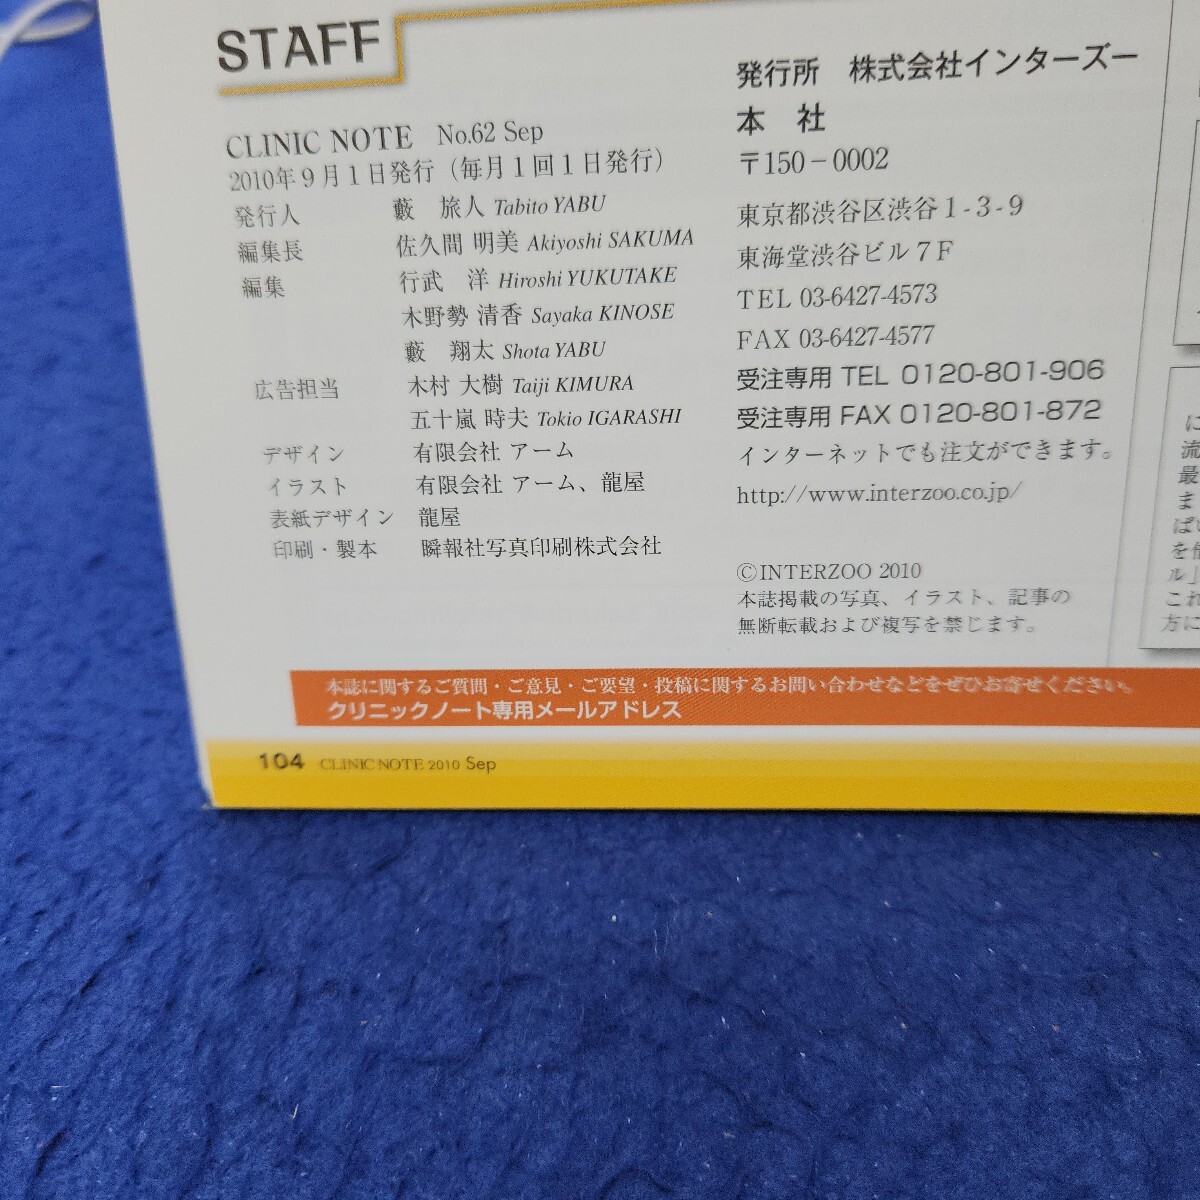 STAFF
CLINIC NOTE No.62 Sep
2010年9月1日発行（毎月1回1日発行）
発行人 藪 旅人 Tabito YABU
編集長 佐久間 明美 Akiyoshi SAKUMA
編集 行武 洋 Hiroshi YUKUTAKE
木野勢 清香 Sayaka KINOSE
藪 翔太 Shota YABU
広告担当 木村 大樹 Taiji KIMURA
五十嵐 時夫 Tokio IGARASHI
デザイン 有限会社 アーム
イラスト 有限会社 アーム、龍屋
表紙デザイン 龍屋
印刷・製本 瞬報社写真印刷株式会社
発行所 株式会社インターズー
本 社
〒150-0002
東京都渋谷区渋谷1-3-9
東海堂渋谷ビル7F
TEL 03-6427-4573
FAX 03-6427-4577
受注専用 TEL 0120-801-906
受注専用 FAX 0120-801-872
インターネットでも注文ができます。
http://www.interzoo.co.jp/
©INTERZOO 2010
本誌掲載の写真、イラスト、記事の
無断転載および複写を禁じます。
に
流
最
ま
ばい
を
ル」
これ
方に
本誌に関するご質問・ご意見・ご要望・投稿に関するお問い合わせなどをぜひお寄せください。
クリニックノート専用メールアドレス
104 CLINIC NOTE 2010 Sep